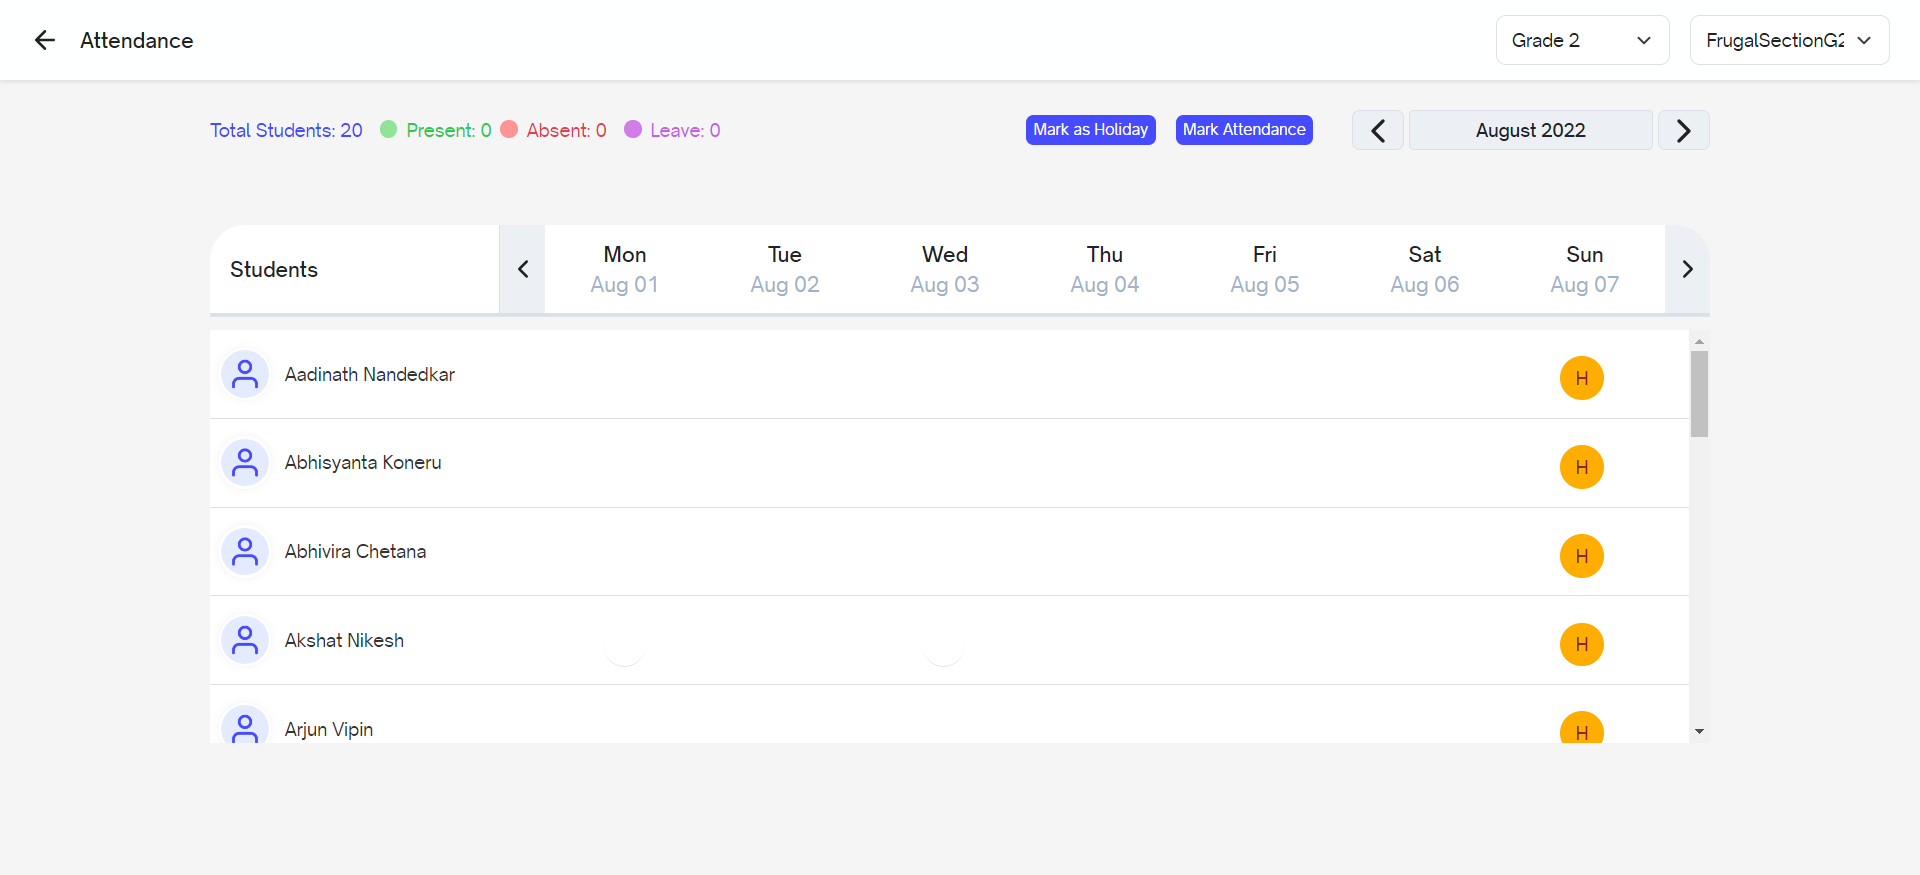 Attendance
Grade 2
FrugalSectionG2
Total Students: 20 Present: 0 Absent: 0 Leave: 0
Mark as Holiday
Mark Attendance
August 2022
Students
Mon Tue Wed Thu Fri Sat Sun
Aug 01 Aug 02 Aug 03 Aug 04 Aug 05 Aug 06 Aug 07
Aadinath Nandedkar H
Abhisyanta Koneru H
Abhivira Chetana H
Akshat Nikesh H
Arjun Vipin H